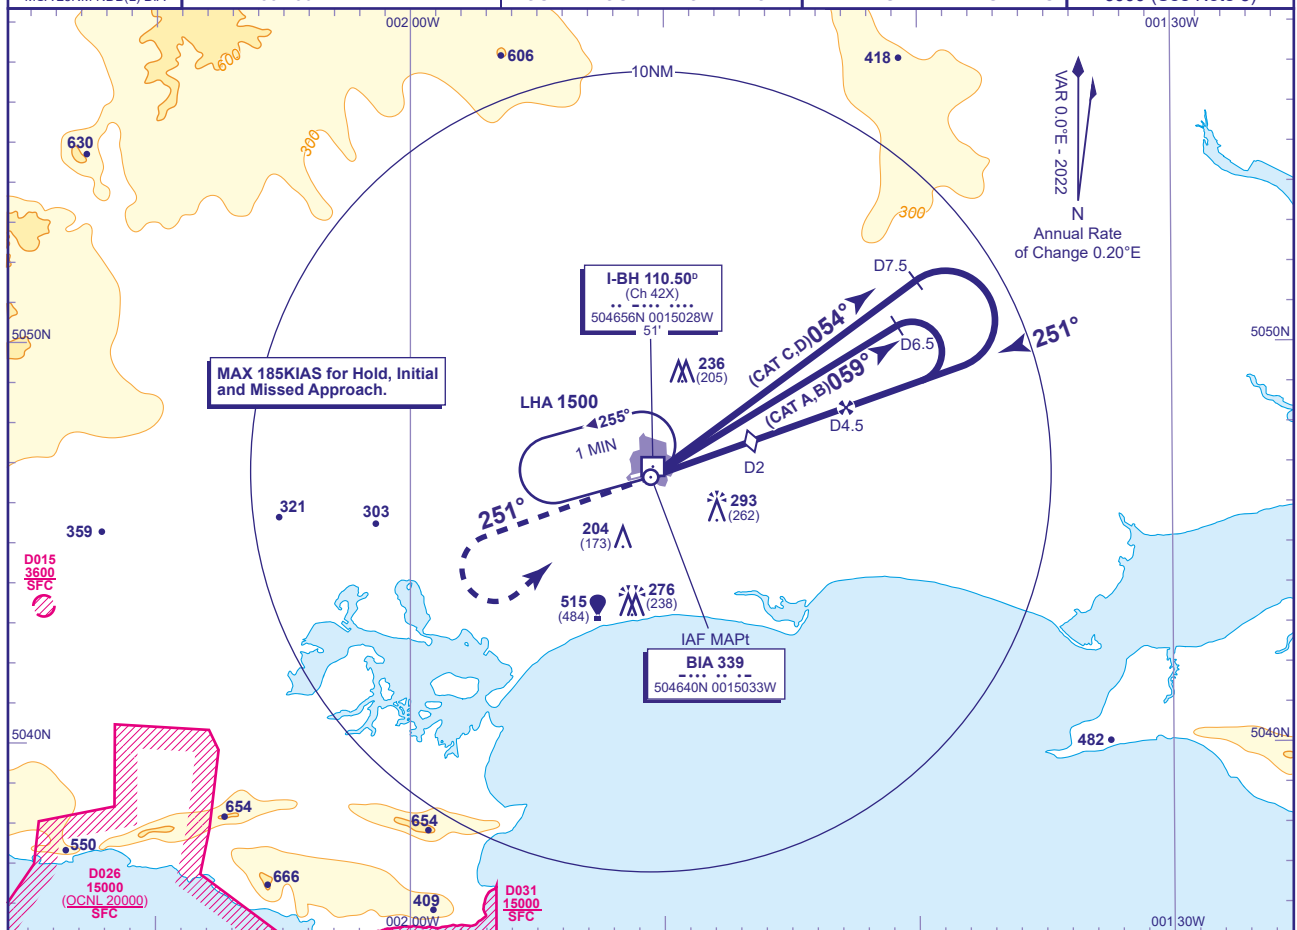 002 00W
001 30W
606
10NM
418
600
630
300
VAR 0.0°E - 2022
N
Annual Rate
of Change 0.20°E
300
I-BH 110.50D
(Ch 42X)
·· -··· ····
504656N 0015028W
51'
D7.5
5050N
5050N
(CAT C,D) 054°
D6.5
251°
(CAT A,B) 059°
MAX 185KIAS for Hold, Initial
and Missed Approach.
236
(205)
LHA 1500
255°
1 MIN
D4.5
D2
251°
293
(262)
321
303
359
204
(173)
D015
3600
SFC
515
(484)
276
(238)
IAF MAPt
BIA 339
-··· ·· ·-
504640N 0015033W
5040N
482
5040N
654
654
550
666
409
D026
15000
(OCNL 20000)
SFC
D031
15000
SFC
002 00W
001 30W